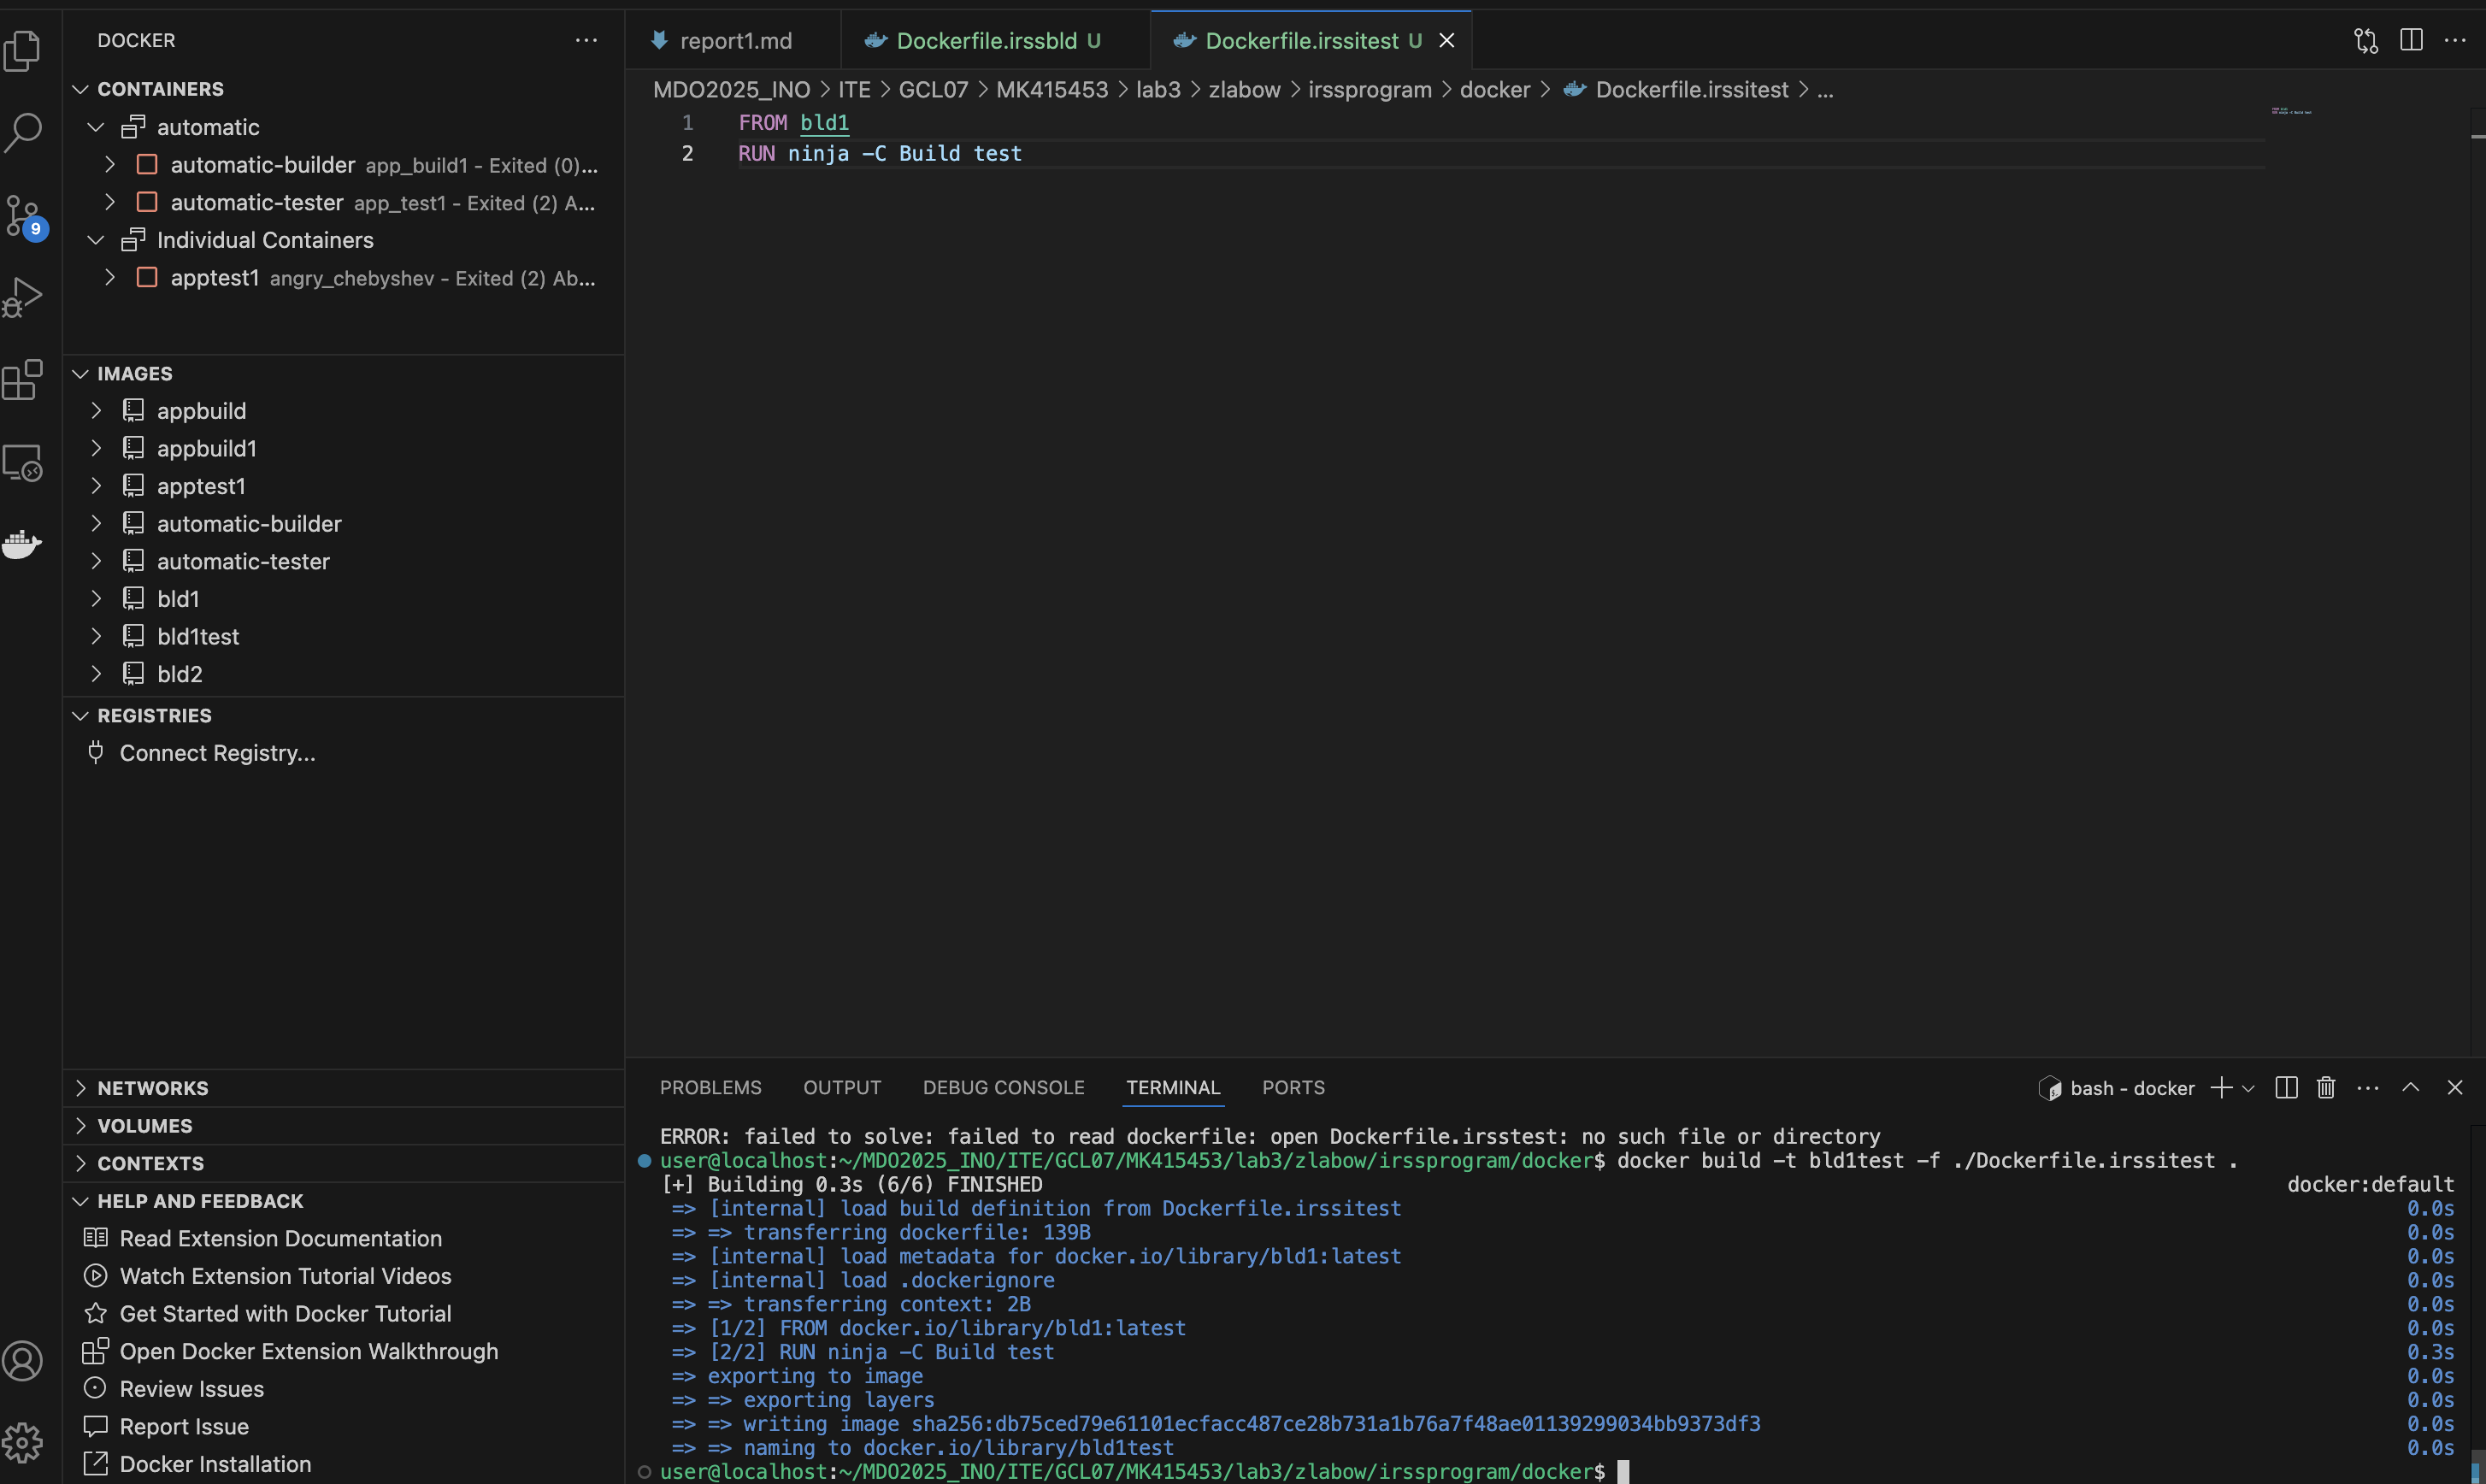 DOCKER
CONTAINERS
automatic
automatic-builder app_build1 - Exited (0)...
automatic-tester app_test1 - Exited (2) A...
Individual Containers
apptest1 angry_chebyshev - Exited (2) Ab...
IMAGES
appbuild
appbuild1
apptest1
automatic-builder
automatic-tester
bld1
bld1test
bld2
REGISTRIES
Connect Registry...
NETWORKS
VOLUMES
CONTEXTS
HELP AND FEEDBACK
Read Extension Documentation
Watch Extension Tutorial Videos
Get Started with Docker Tutorial
Open Docker Extension Walkthrough
Review Issues
Report Issue
Docker Installation
9
report1.md Dockerfile.irssbld U Dockerfile.irssitest U
MDO2025_INO > ITE > GCL07 > MK415453 > lab3 > zlabow > irssprogram > docker > Dockerfile.irssitest > ...
1 FROM bld1
2 RUN ninja -C Build test
PROBLEMS OUTPUT DEBUG CONSOLE TERMINAL PORTS bash - docker
ERROR: failed to solve: failed to read dockerfile: open Dockerfile.irsstest: no such file or directory
user@localhost:~/MDO2025_INO/ITE/GCL07/MK415453/lab3/zlabow/irssprogram/docker$ docker build -t bld1test -f ./Dockerfile.irssitest .
[+] Building 0.3s (6/6) FINISHED docker:default
=> [internal] load build definition from Dockerfile.irssitest 0.0s
=> => transferring dockerfile: 139B 0.0s
=> [internal] load metadata for docker.io/library/bld1:latest 0.0s
=> [internal] load .dockerignore 0.0s
=> => transferring context: 2B 0.0s
=> [1/2] FROM docker.io/library/bld1:latest 0.0s
=> [2/2] RUN ninja -C Build test 0.3s
=> exporting to image 0.0s
=> => exporting layers 0.0s
=> => writing image sha256:db75ced79e61101ecfacc487ce28b731a1b76a7f48ae01139299034bb9373df3 0.0s
=> => naming to docker.io/library/bld1test 0.0s
user@localhost:~/MDO2025_INO/ITE/GCL07/MK415453/lab3/zlabow/irssprogram/docker$